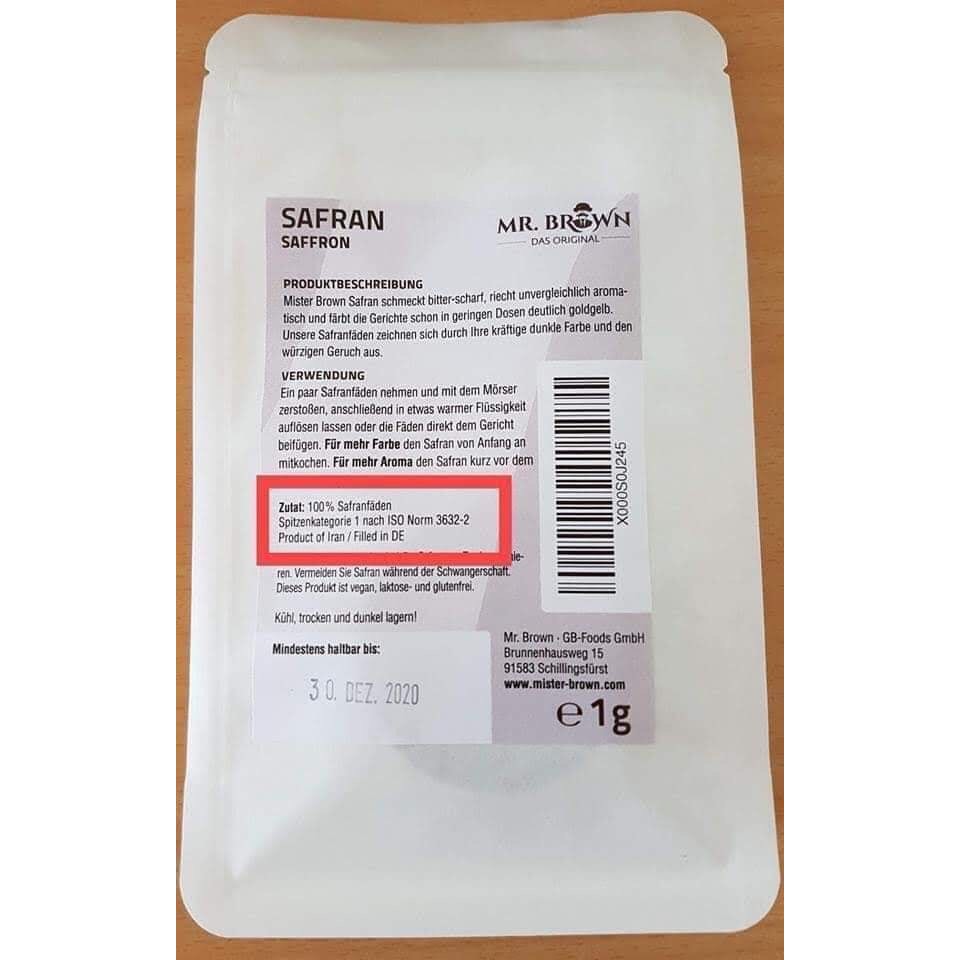 SAFRAN
SAFFRON
MR. BROWN
DAS ORIGINAL
PRODUKTBESCHREIBUNG
Mister Brown Safran schmeckt bitter-scharf, riecht unvergleichlich aroma-
tisch und färbt die Gerichte schon in geringen Dosen deutlich goldgelb.
Unsere Safranfäden zeichnen sich durch Ihre kräftige dunkle Farbe und den
würzigen Geruch aus.
VERWENDUNG
Ein paar Safranfäden nehmen und mit dem Mörser
zerstoßen, anschließend in etwas warmer Flüssigkeit
auflösen lassen oder die Fäden direkt dem Gericht
beifügen. Für mehr Farbe den Safran von Anfang an
mitkochen. Für mehr Aroma den Safran kurz vor dem
Zutat: 100% Safranfäden
Spitzenkategorie 1 nach ISO Norm 3632-2
Product of Iran / Filled in DE
ren. Vermeiden Sie Safran während der Schwangerschaft.
Dieses Produkt ist vegan, laktose- und glutenfrei.
Kühl, trocken und dunkel lagern!
Mindestens haltbar bis:
30. DEZ. 2020
X000S0J245
Mr. Brown · GB-Foods GmbH
Brunnenhausweg 15
91583 Schillingsfürst
www.mister-brown.com
e 1g